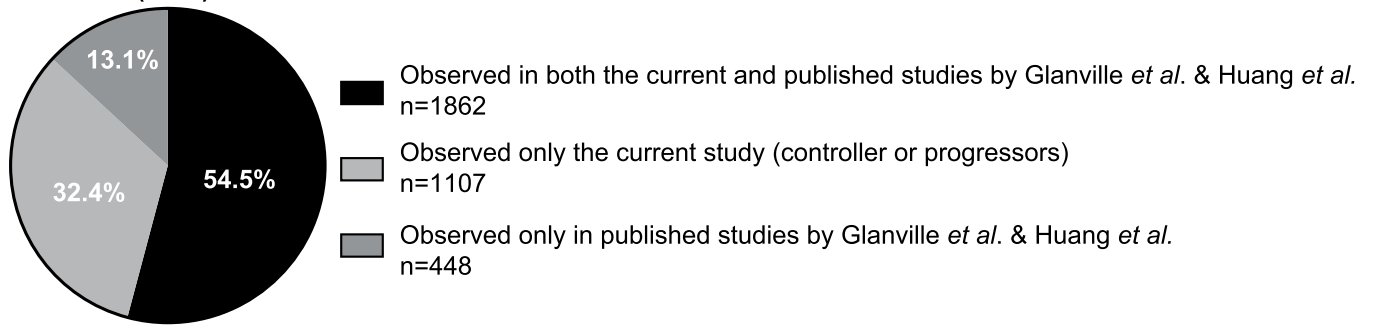 13.1%
32.4%
54.5%
Observed in both the current and published studies by Glanville et al. & Huang et al.
n=1862
Observed only the current study (controller or progressors)
n=1107
Observed only in published studies by Glanville et al. & Huang et al.
n=448